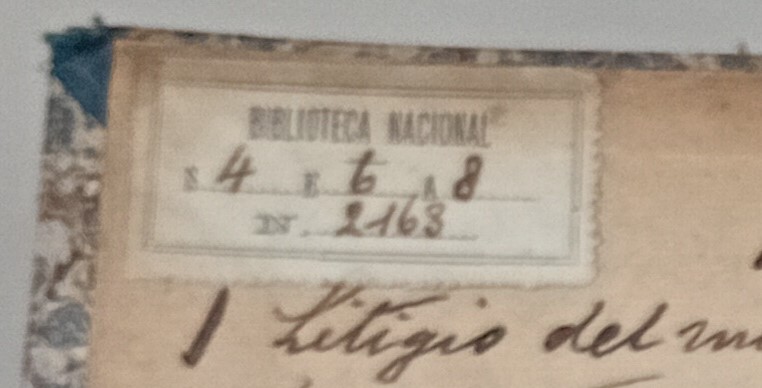 BIBLIOTECA NACIONAL
S 4 E 6 A 8
N. 2163
1 Litigio del